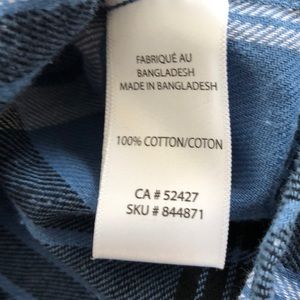 FABRIQUÉ AU
BANGLADESH
MADE IN BANGLADESH
100% COTTON/COTON
CA # 52427
SKU # 844871